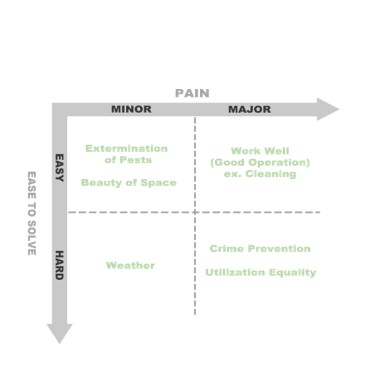 PAIN
MINOR MAJOR
EASE TO SOLVE
EASY
Extermination
of Pests
Beauty of Space
Work Well
(Good Operation)
ex. Cleaning
HARD
Weather
Crime Prevention
Utilization Equality